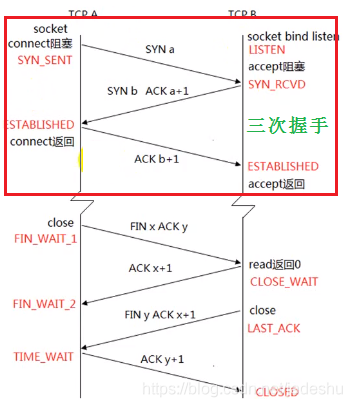 TCP A TCP B
socket
connect阻塞
SYN_SENT
SYN a
socket bind listen
LISTEN
accept阻塞
SYN_RCVD
SYN b ACK a+1
ESTABLISHED
connect返回
三次握手
ACK b+1
ESTABLISHED
accept返回
close
FIN_WAIT_1
FIN x ACK y
read返回0
CLOSE_WAIT
ACK x+1
FIN_WAIT_2
close
LAST_ACK
FIN y ACK x+1
TIME_WAIT
ACK y+1
CLOSED